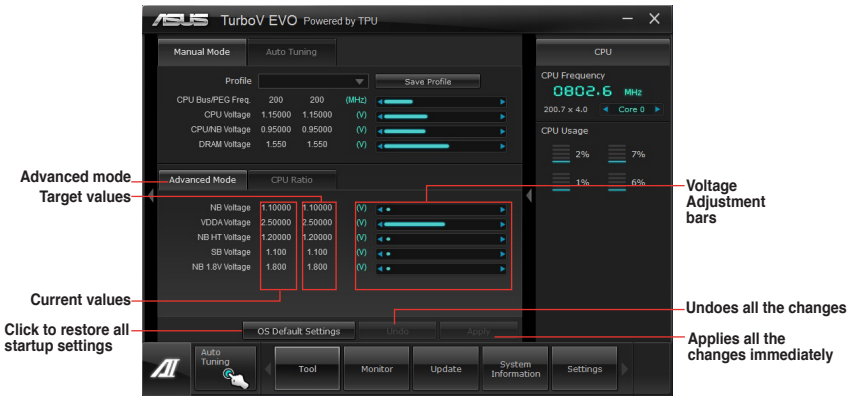 ASUS TurboV EVO Powered by TPU
Manual Mode Auto Tuning
Profile Save Profile
CPU Bus/PEG Freq. 200 200 (MHz)
CPU Voltage 1.15000 1.15000 (V)
CPU/NB Voltage 0.95000 0.95000 (V)
DRAM Voltage 1.550 1.550 (V)
CPU
CPU Frequency
0802.6 MHz
200.7 x 4.0 Core 0
CPU Usage
2% 7%
1% 6%
Advanced mode
Target values
Advanced Mode CPU Ratio
NB Voltage 1.10000 1.10000 (V)
VDDA Voltage 2.50000 2.50000 (V)
NB HT Voltage 1.20000 1.20000 (V)
SB Voltage 1.100 1.100 (V)
NB 1.8V Voltage 1.800 1.800 (V)
Voltage
Adjustment
bars
Current values
Click to restore all
startup settings
OS Default Settings Undo Apply
Undoes all the changes
Applies all the
changes immediately
Auto
Tuning
Tool
Monitor
Update
System
Information
Settings